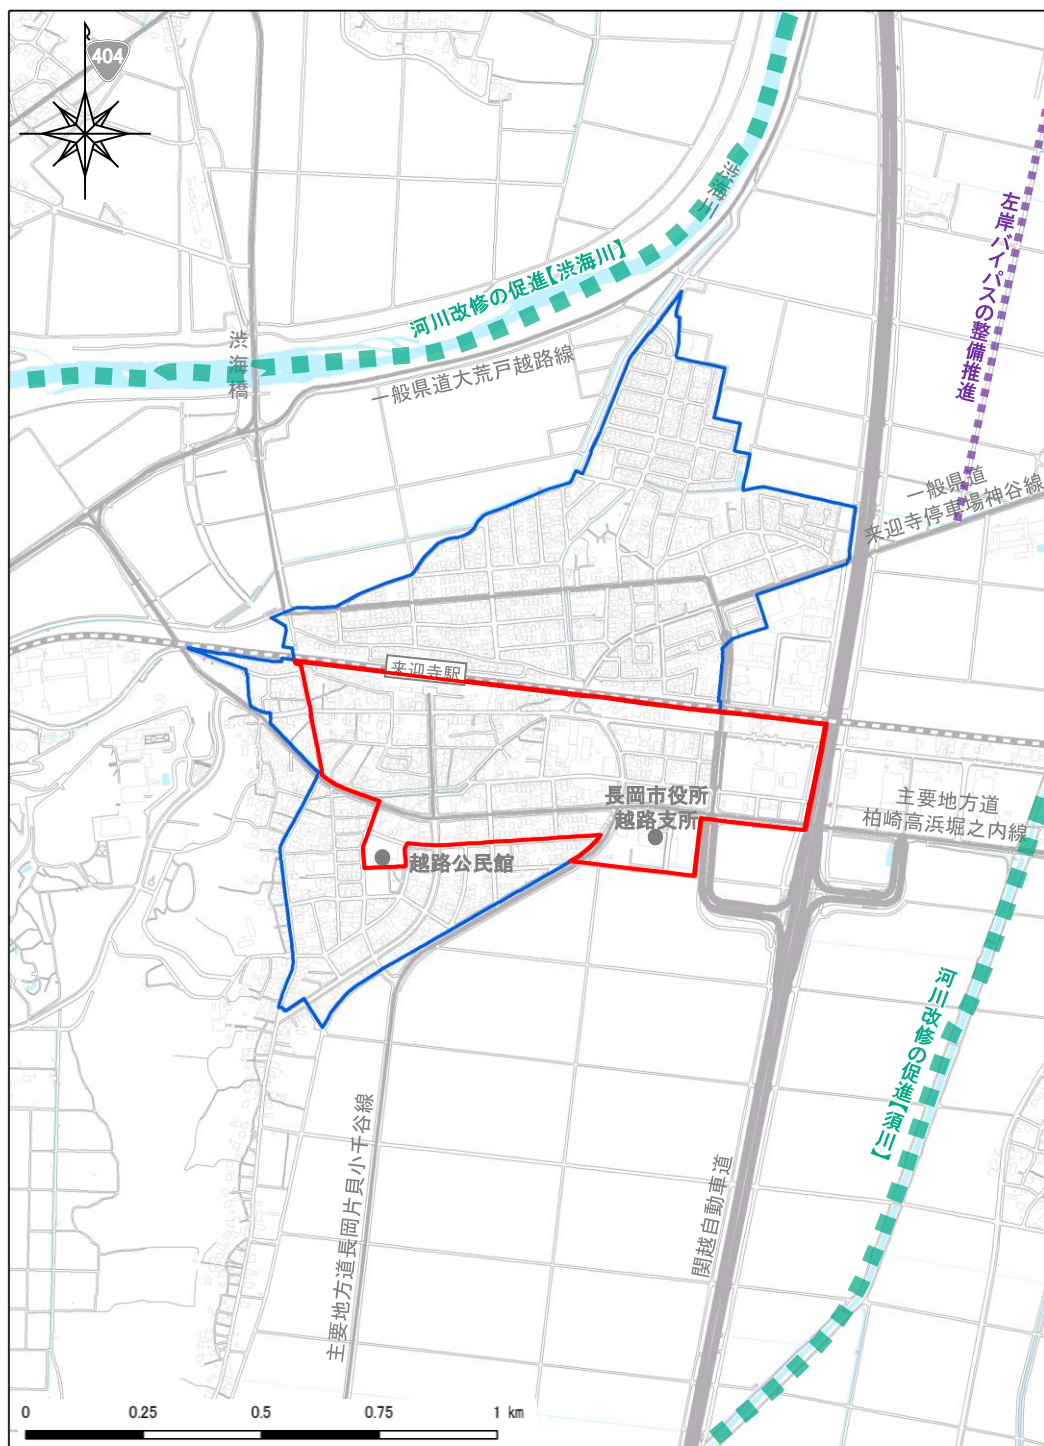 404
渋海川
左岸バイパスの整備推進
河川改修の促進【渋海川】
渋海橋
一般県道大荒戸越路線
一般県道
来迎寺停車場神谷線
来迎寺駅
長岡市役所
越路支所
主要地方道
柏崎高浜堀之内線
越路公民館
河川改修の促進【須川】
主要地方道長岡片貝小千谷線
関越自動車道
0 0.25 0.5 0.75 1 km